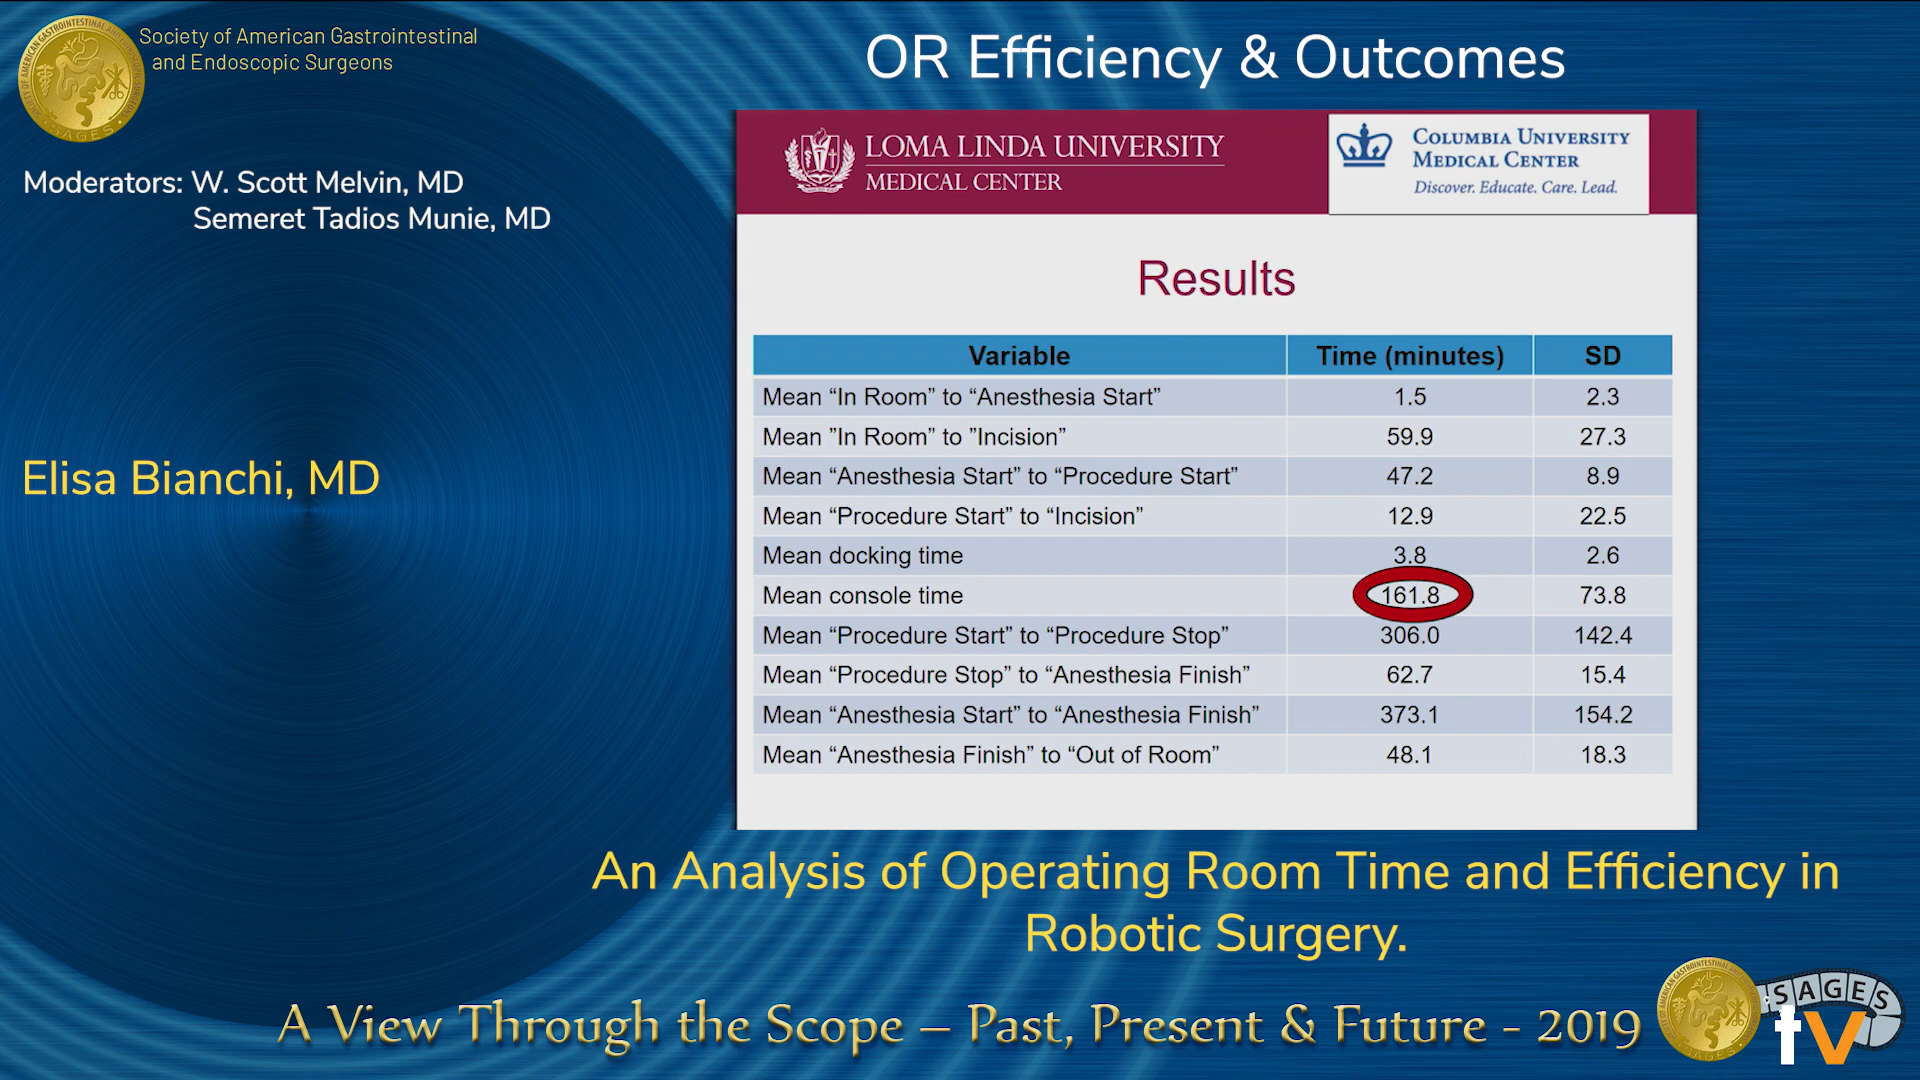 Society of American Gastrointestinal
and Endoscopic Surgeons
OR Efficiency & Outcomes
Moderators: W. Scott Melvin, MD
Semeret Tadios Munie, MD
Elisa Bianchi, MD
LOMA LINDA UNIVERSITY
MEDICAL CENTER
COLUMBIA UNIVERSITY
MEDICAL CENTER
Discover. Educate. Care. Lead.
Results
Variable Time (minutes) SD
Mean “In Room” to “Anesthesia Start” 1.5 2.3
Mean ”In Room” to ”Incision” 59.9 27.3
Mean “Anesthesia Start” to “Procedure Start” 47.2 8.9
Mean “Procedure Start” to “Incision” 12.9 22.5
Mean docking time 3.8 2.6
Mean console time 161.8 73.8
Mean “Procedure Start” to “Procedure Stop” 306.0 142.4
Mean “Procedure Stop” to “Anesthesia Finish” 62.7 15.4
Mean “Anesthesia Start” to “Anesthesia Finish” 373.1 154.2
Mean “Anesthesia Finish” to “Out of Room” 48.1 18.3
An Analysis of Operating Room Time and Efficiency in
Robotic Surgery.
A View Through the Scope – Past, Present & Future - 2019
SAGES
tv